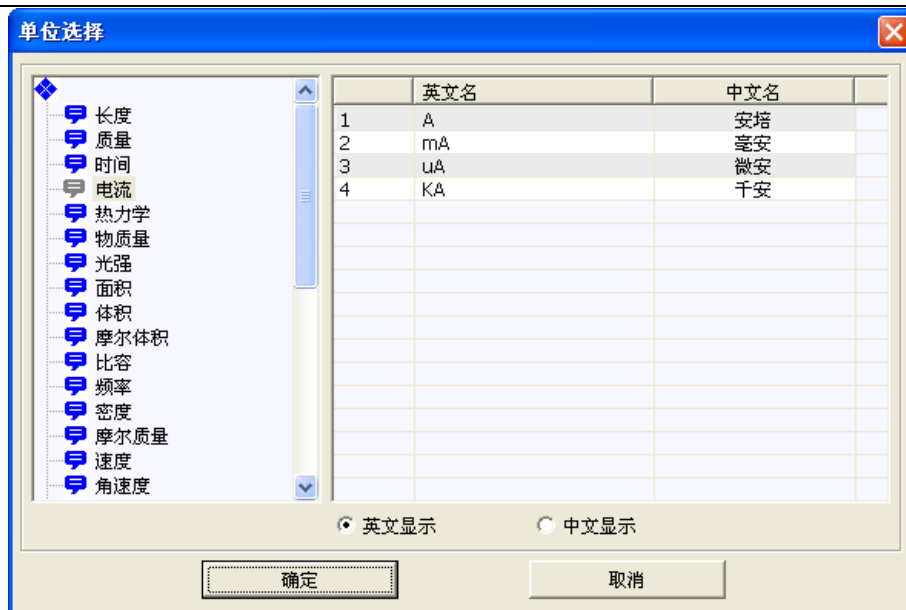 单位选择
长度
质量
时间
电流
热力学
物质量
光强
面积
体积
摩尔体积
比容
频率
密度
摩尔质量
速度
角速度
英文名 中文名
1 A 安培
2 mA 毫安
3 uA 微安
4 KA 千安
英文显示 中文显示
确定 取消